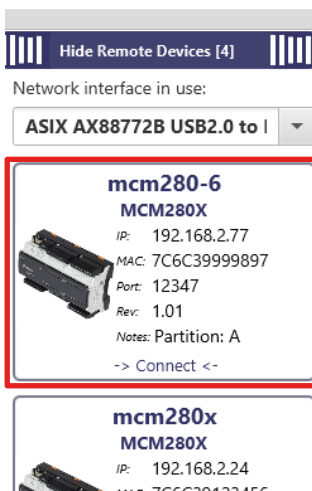 Hide Remote Devices [4]
Network interface in use:
ASIX AX88772B USB2.0 to
mcm280-6
MCM280X
IP: 192.168.2.77
MAC: 7C6C39999897
Port: 12347
Rev: 1.01
Notes: Partition: A
-> Connect <-
mcm280x
MCM280X
IP: 192.168.2.24
MAC: 7C6C39123456